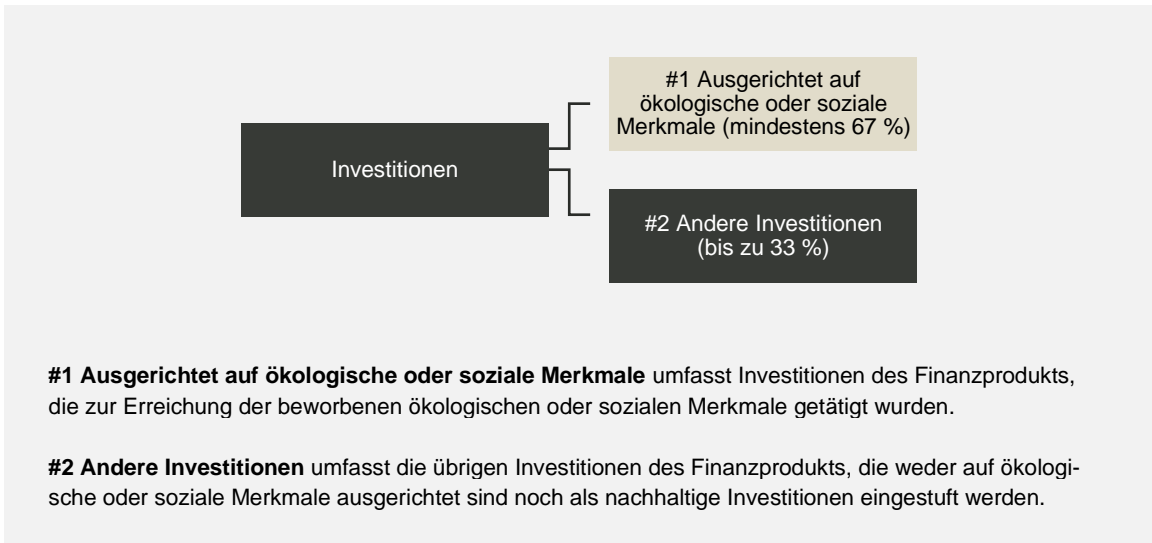 #1 Ausgerichtet auf
ökologische oder soziale
Merkmale (mindestens 67 %)
Investitionen
#2 Andere Investitionen
(bis zu 33 %)
#1 Ausgerichtet auf ökologische oder soziale Merkmale umfasst Investitionen des Finanzprodukts,
die zur Erreichung der beworbenen ökologischen oder sozialen Merkmale getätigt wurden.
#2 Andere Investitionen umfasst die übrigen Investitionen des Finanzprodukts, die weder auf ökologi-
sche oder soziale Merkmale ausgerichtet sind noch als nachhaltige Investitionen eingestuft werden.